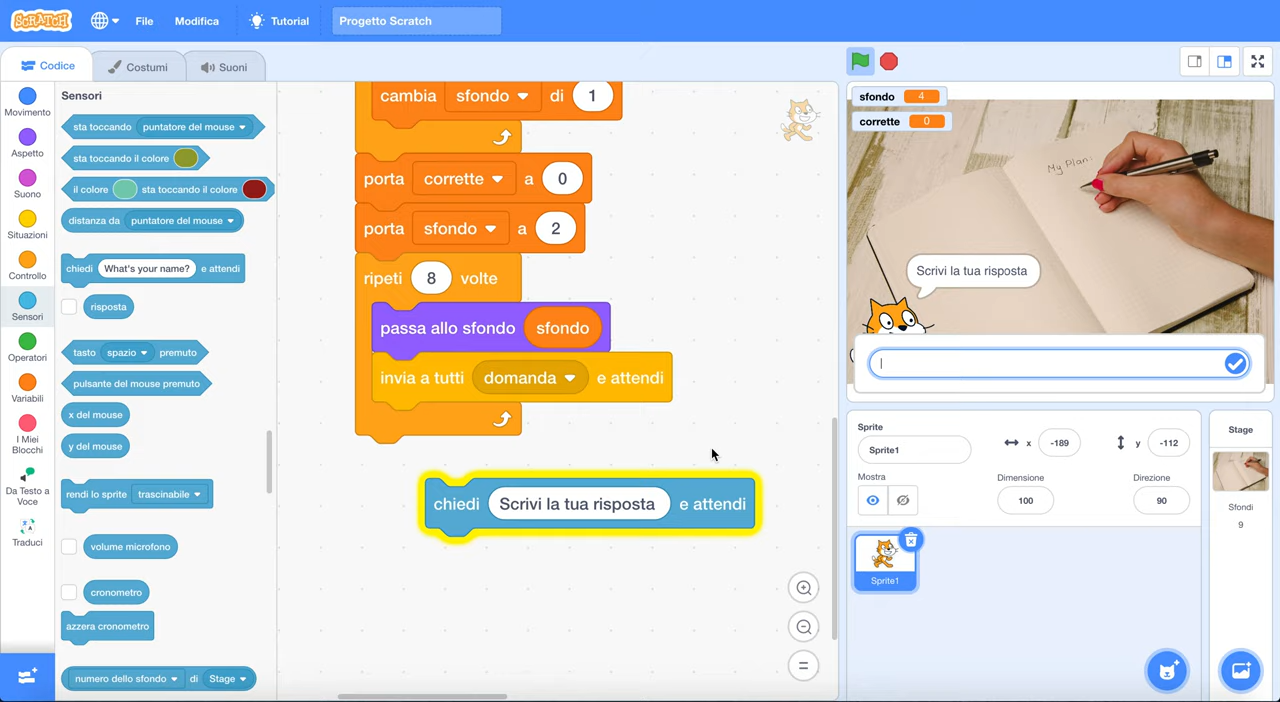 SCRATCH File Modifica Tutorial Progetto Scratch
Codice Costumi Suoni
Movimento
Aspetto
Suono
Situazioni
Controllo
Sensori
Operatori
Variabili
I Miei
Blocchi
Da Testo a
Voce
Traduci
Sensori
sta toccando puntatore del mouse
sta toccando il colore
il colore sta toccando il colore
distanza da puntatore del mouse
chiedi What's your name? e attendi
risposta
tasto spazio premuto
pulsante del mouse premuto
x del mouse
y del mouse
rendi lo sprite trascinabile
volume microfono
cronometro
azzera cronometro
numero dello sfondo di Stage
cambia sfondo di 1
porta corrette a 0
porta sfondo a 2
ripeti 8 volte
passa allo sfondo sfondo
invia a tutti domanda e attendi
chiedi Scrivi la tua risposta e attendi
sfondo 4
corrette 0
My Plan:
Scrivi la tua risposta
Sprite
Sprite1 x -189 y -112
Mostra Dimensione Direzione
100 90
Sprite1
Stage
Sfondi
9